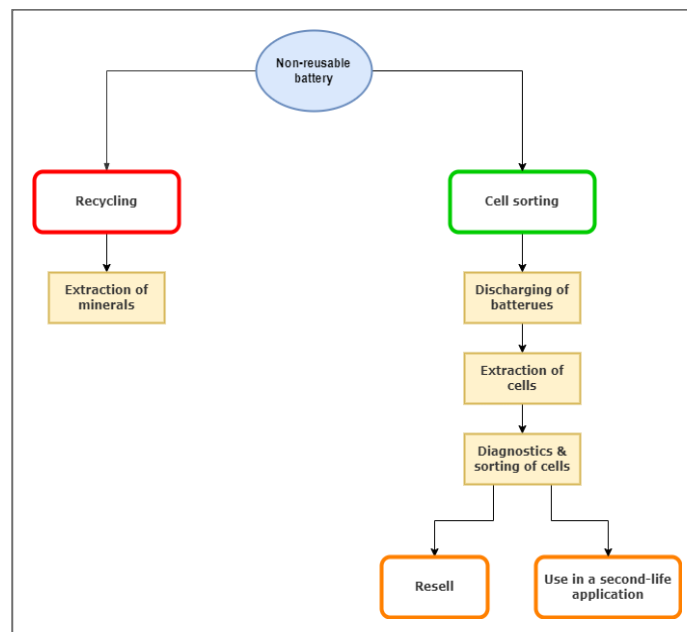 Non-reusable
battery
Recycling
Cell sorting
Extraction of
minerals
Discharging of
batterues
Extraction of
cells
Diagnostics &
sorting of cells
Resell
Use in a second-life
application